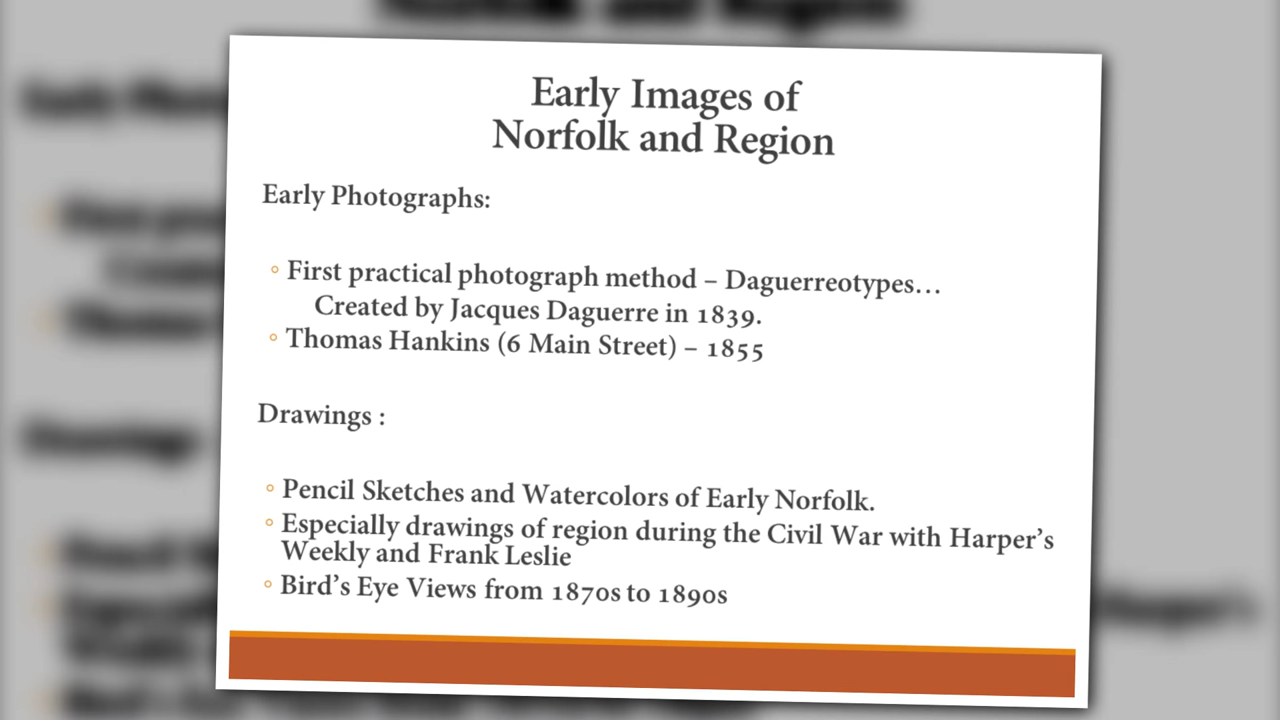 Early Images of
Norfolk and Region
Early Photographs:
◦ First practical photograph method – Daguerreotypes…
Created by Jacques Daguerre in 1839.
◦ Thomas Hankins (6 Main Street) – 1855
Drawings :
◦ Pencil Sketches and Watercolors of Early Norfolk.
◦ Especially drawings of region during the Civil War with Harper’s
Weekly and Frank Leslie
◦ Bird’s Eye Views from 1870s to 1890s